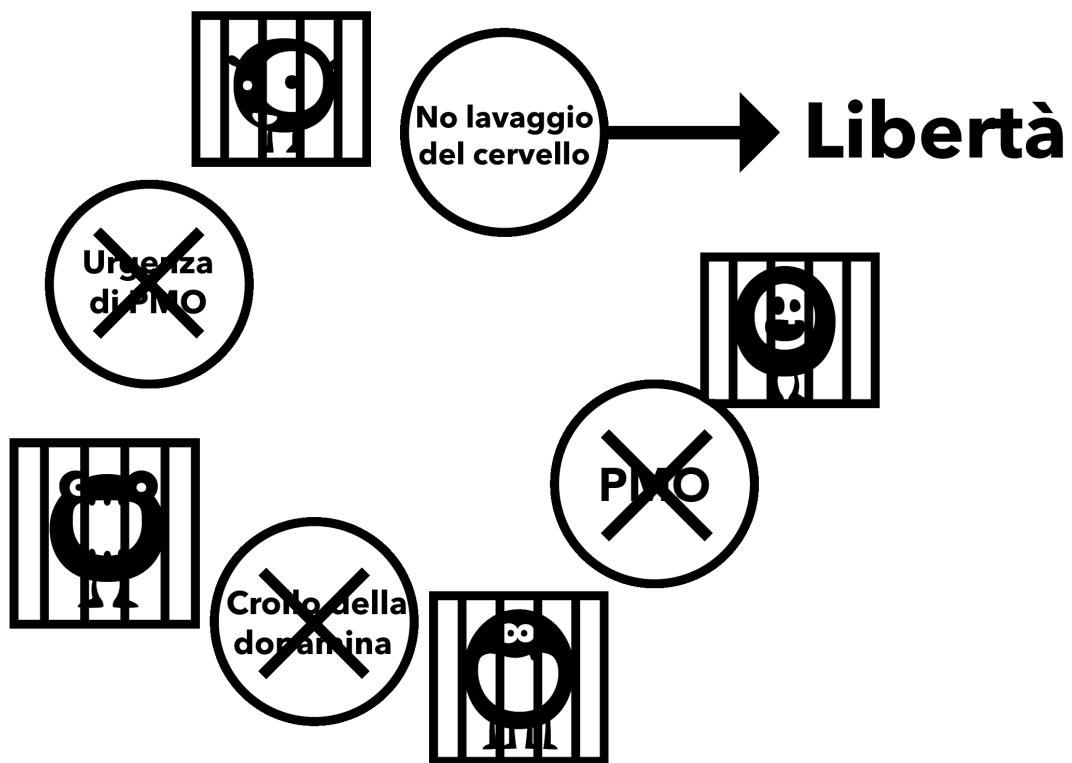 No lavaggio
del cervello
Libertà
Urgenza
di PMO
PMO
Crollo della
dopamina